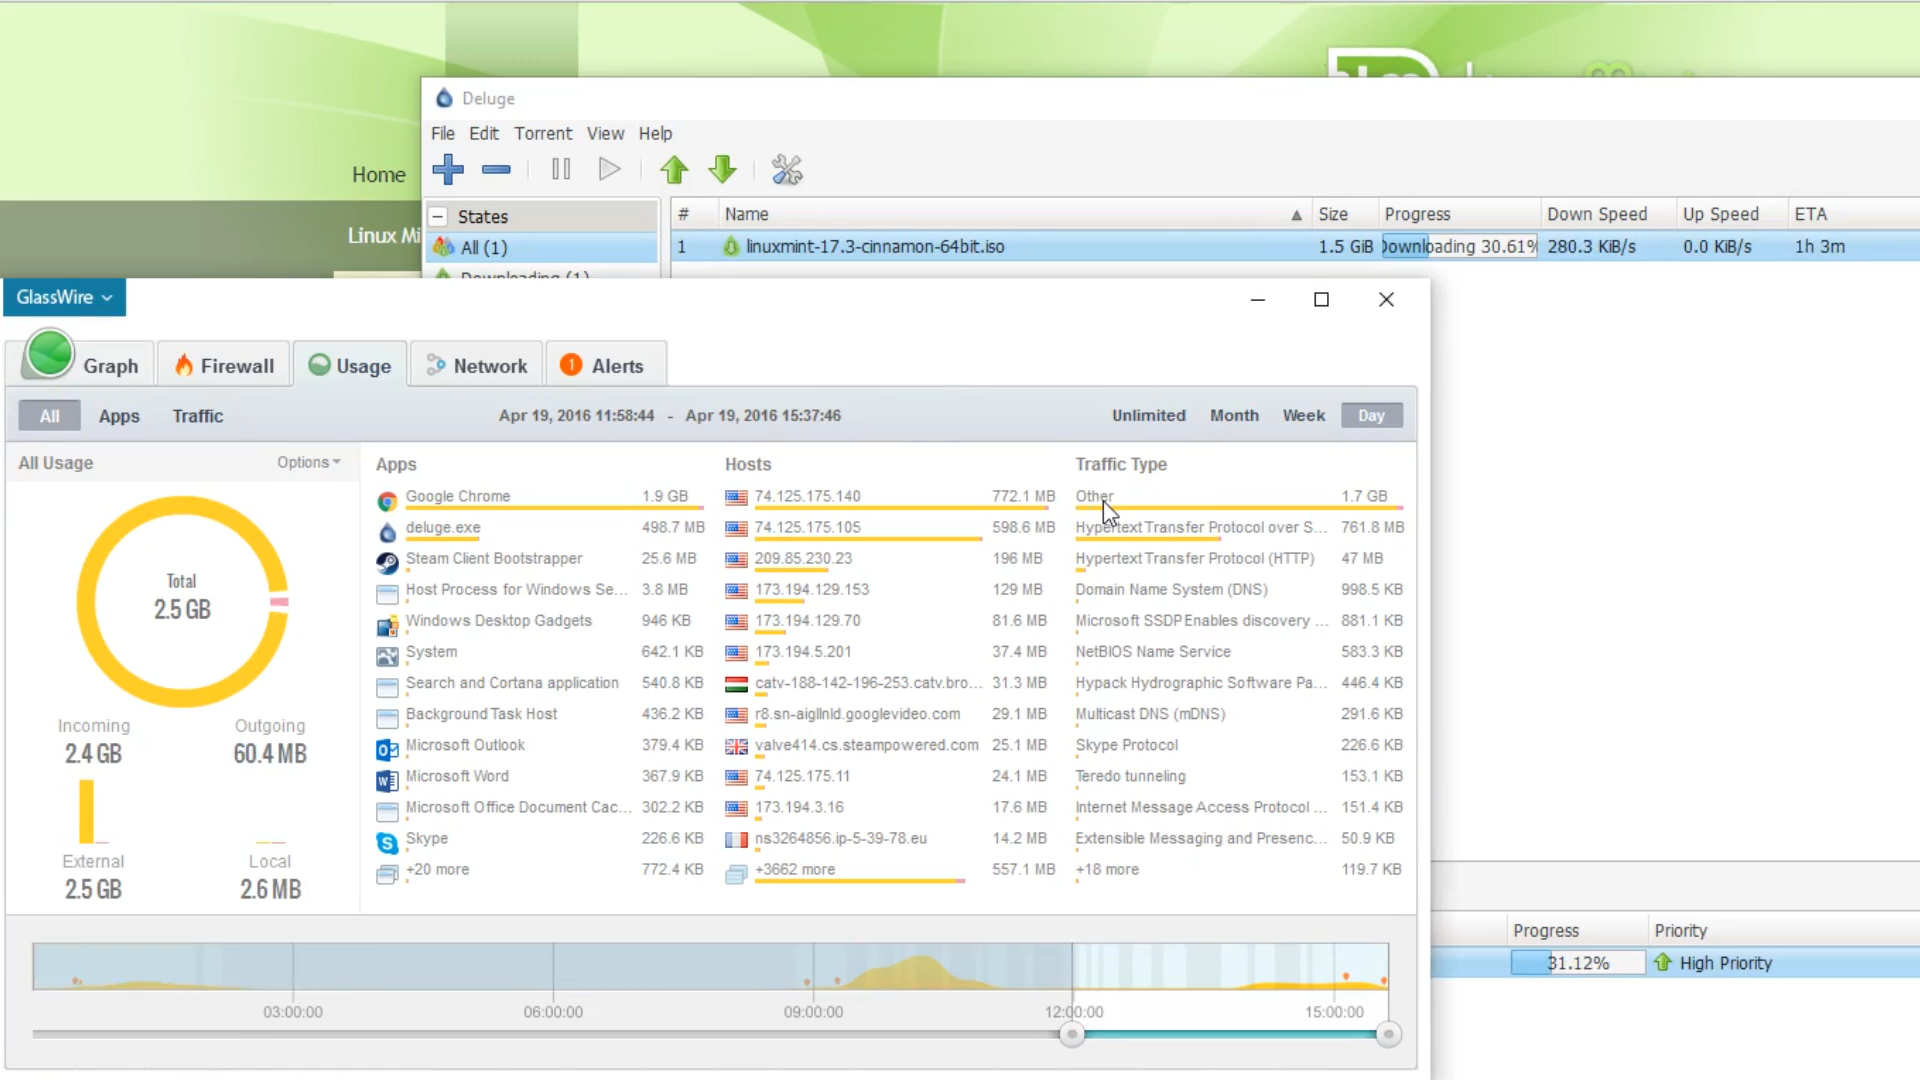 Deluge
File Edit Torrent View Help
Home
Linux Mi
States
All (1)
Downloading (1)
# Name Size Progress Down Speed Up Speed ETA
1 linuxmint-17.3-cinnamon-64bit.iso 1.5 GiB Downloading 30.61% 280.3 KiB/s 0.0 KiB/s 1h 3m
GlassWire
Graph Firewall Usage Network 1 Alerts
All Apps Traffic Apr 19, 2016 11:58:44 - Apr 19, 2016 15:37:46 Unlimited Month Week Day
All Usage Options
Total
2.5 GB
Incoming Outgoing
2.4 GB 60.4 MB
External Local
2.5 GB 2.6 MB
Apps
Google Chrome 1.9 GB
deluge.exe 498.7 MB
Steam Client Bootstrapper 25.6 MB
Host Process for Windows Se... 3.8 MB
Windows Desktop Gadgets 946 KB
System 642.1 KB
Search and Cortana application 540.8 KB
Background Task Host 436.2 KB
Microsoft Outlook 379.4 KB
Microsoft Word 367.9 KB
Microsoft Office Document Cac... 302.2 KB
Skype 226.6 KB
+20 more 772.4 KB
Hosts
74.125.175.140 772.1 MB
74.125.175.105 598.6 MB
209.85.230.23 196 MB
173.194.129.153 129 MB
173.194.129.70 81.6 MB
173.194.5.201 37.4 MB
catv-188-142-196-253.catv.bro... 31.3 MB
r8.sn-aigllnld.googlevideo.com 29.1 MB
valve414.cs.steampowered.com 25.1 MB
74.125.175.11 24.1 MB
173.194.3.16 17.6 MB
ns3264856.ip-5-39-78.eu 14.2 MB
+3662 more 557.1 MB
Traffic Type
Other 1.7 GB
Hypertext Transfer Protocol over S... 761.8 MB
Hypertext Transfer Protocol (HTTP) 47 MB
Domain Name System (DNS) 998.5 KB
Microsoft SSDP Enables discovery ... 881.1 KB
NetBIOS Name Service 583.3 KB
Hypack Hydrographic Software Pa... 446.4 KB
Multicast DNS (mDNS) 291.6 KB
Skype Protocol 226.6 KB
Teredo tunneling 153.1 KB
Internet Message Access Protocol ... 151.4 KB
Extensible Messaging and Presenc... 50.9 KB
+18 more 119.7 KB
03:00:00 06:00:00 09:00:00 12:00:00 15:00:00
Progress Priority
31.12% High Priority